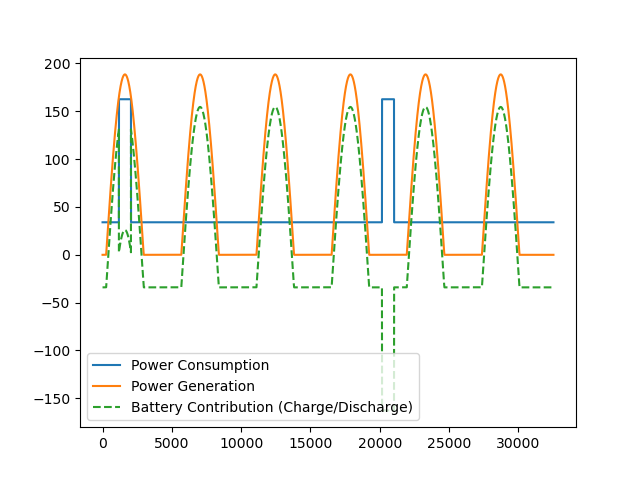 200
150
100
50
0
−50
−100
−150
Power Consumption
Power Generation
Battery Contribution (Charge/Discharge)
0 5000 10000 15000 20000 25000 30000